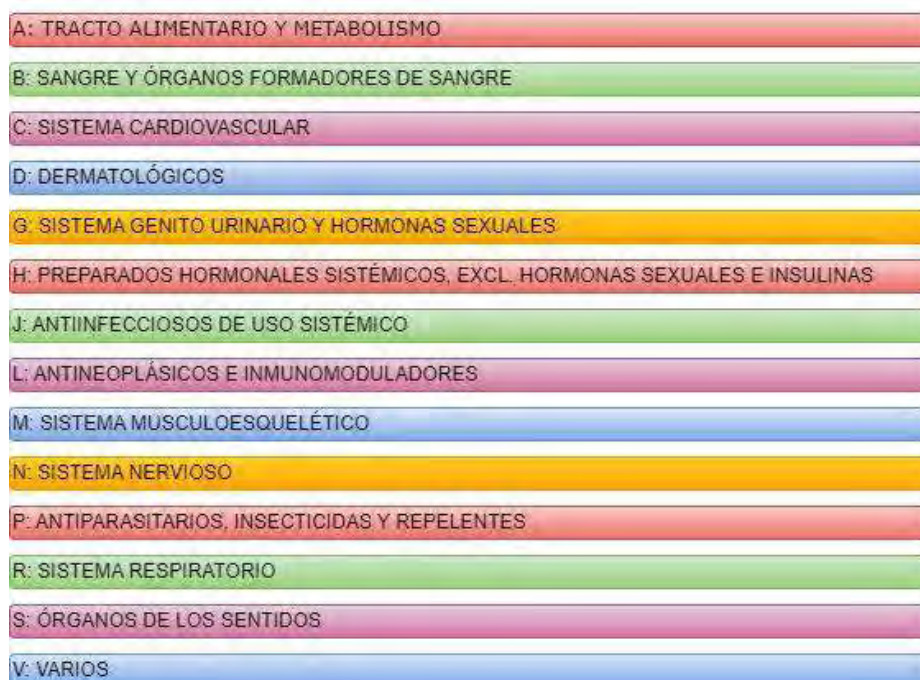 A: TRACTO ALIMENTARIO Y METABOLISMO
B: SANGRE Y ÓRGANOS FORMADORES DE SANGRE
C: SISTEMA CARDIOVASCULAR
D: DERMATOLÓGICOS
G: SISTEMA GENITO URINARIO Y HORMONAS SEXUALES
H: PREPARADOS HORMONALES SISTÉMICOS, EXCL. HORMONAS SEXUALES E INSULINAS
J: ANTIINFECCIOSOS DE USO SISTÉMICO
L: ANTINEOPLÁSICOS E INMUNOMODULADORES
M: SISTEMA MUSCULOESQUELÉTICO
N: SISTEMA NERVIOSO
P: ANTIPARASITARIOS, INSECTICIDAS Y REPELENTES
R: SISTEMA RESPIRATORIO
S: ÓRGANOS DE LOS SENTIDOS
V: VARIOS